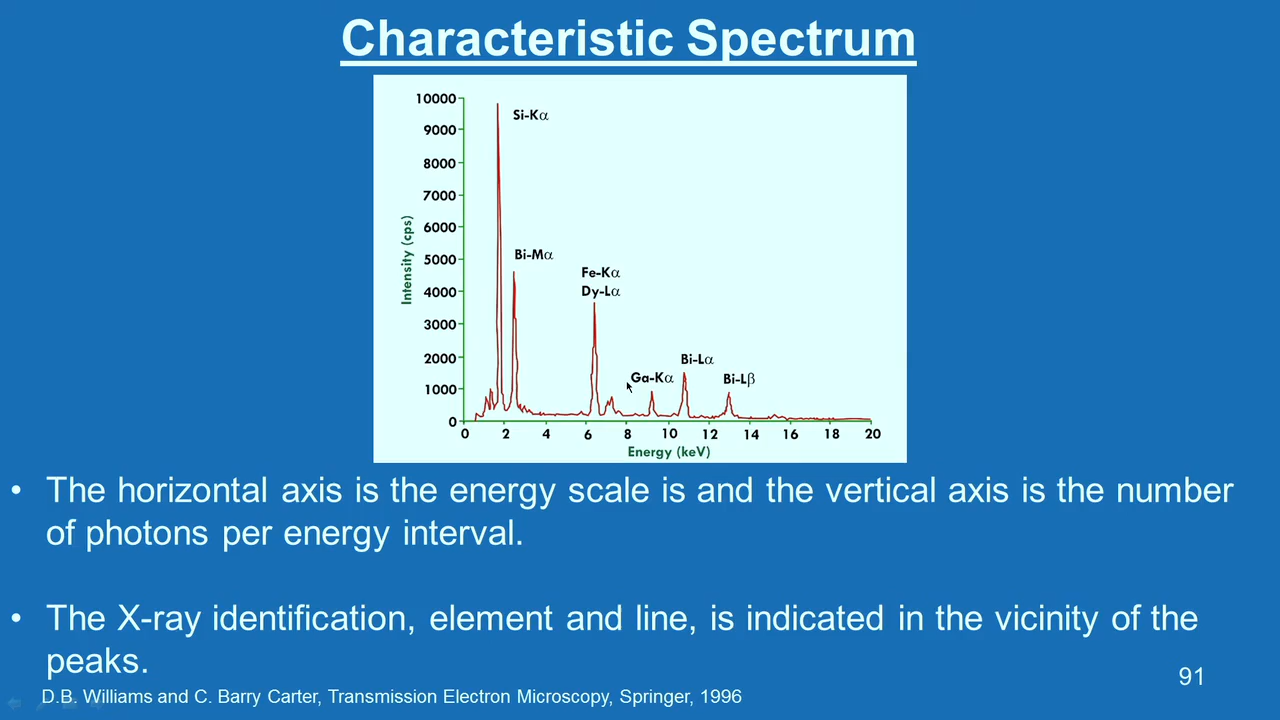 Characteristic Spectrum
10000
9000
8000
7000
6000
5000
4000
3000
2000
1000
0
Intensity (cps)
Si-Kα
Bi-Mα
Fe-Kα
Dy-Lα
Ga-Kα
Bi-Lα
Bi-Lβ
0 2 4 6 8 10 12 14 16 18 20
Energy (keV)
• The horizontal axis is the energy scale is and the vertical axis is the number
of photons per energy interval.
• The X-ray identification, element and line, is indicated in the vicinity of the
peaks.
91
D.B. Williams and C. Barry Carter, Transmission Electron Microscopy, Springer, 1996